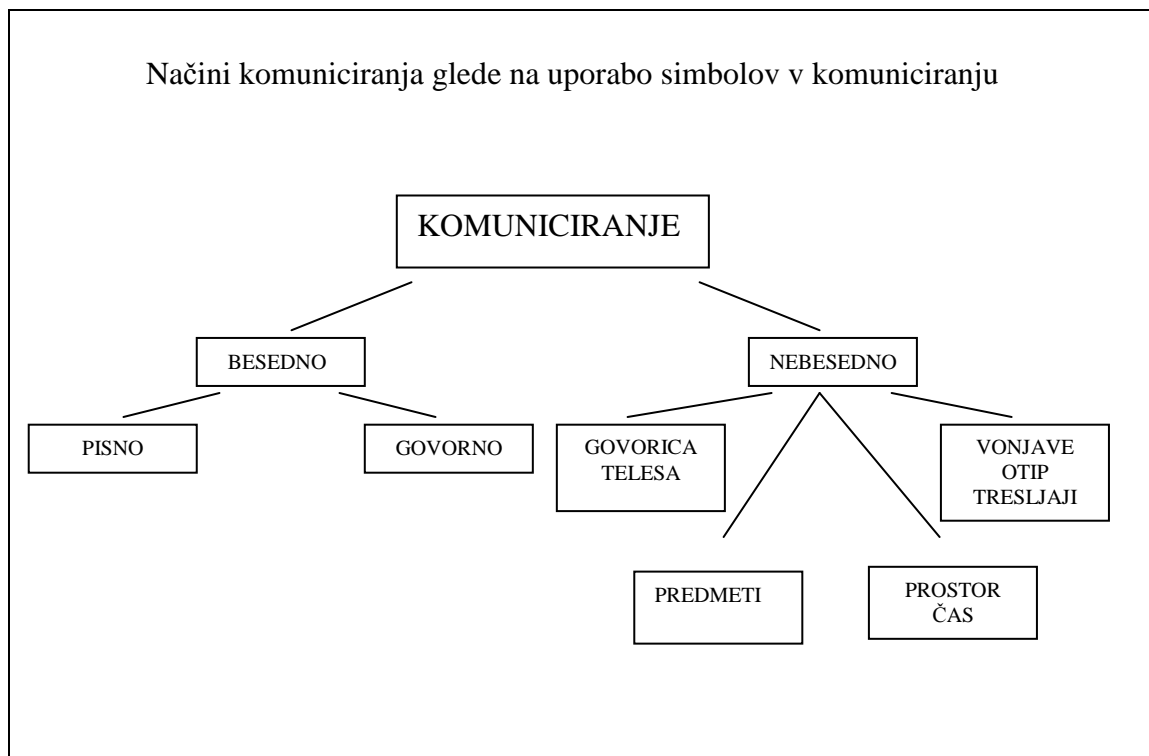 Načini komuniciranja glede na uporabo simbolov v komuniciranju
KOMUNICIRANJE
BESEDNO
NEBESEDNO
PISNO
GOVORNO
GOVORICA
TELESA
VONJAVE
OTIP
TRESLJAJI
PREDMETI
PROSTOR
ČAS